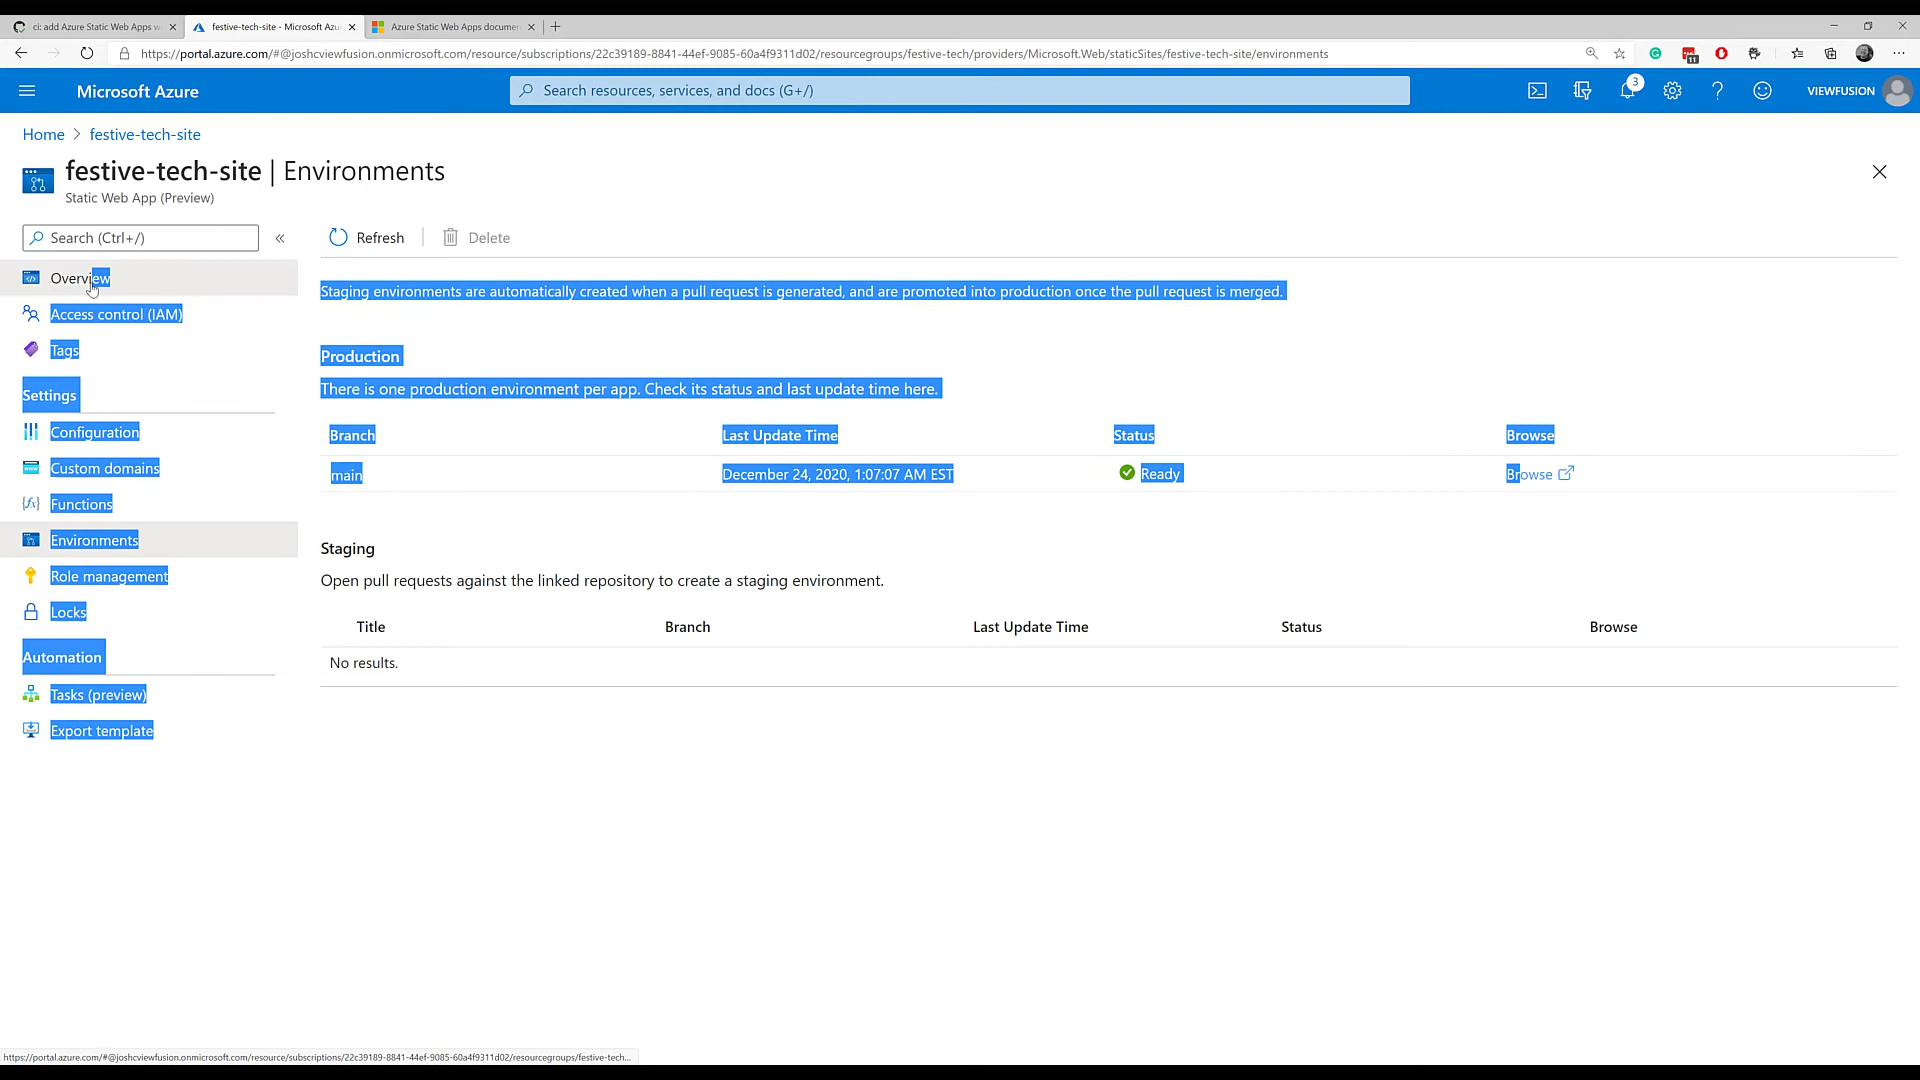 ci: add Azure Static Web Apps w
festive-tech-site - Microsoft Azu
Azure Static Web Apps documen
https://portal.azure.com/#@joshcviewfusion.onmicrosoft.com/resource/subscriptions/22c39189-8841-44ef-9085-60a4f9311d02/resourcegroups/festive-tech/providers/Microsoft.Web/staticSites/festive-tech-site/environments
11
Microsoft Azure
Search resources, services, and docs (G+/)
3
VIEWFUSION
Home > festive-tech-site
festive-tech-site | Environments
Static Web App (Preview)
Search (Ctrl+/)
«
Refresh
Delete
Overview
Access control (IAM)
Tags
Settings
Configuration
Custom domains
Functions
Environments
Role management
Locks
Automation
Tasks (preview)
Export template
Staging environments are automatically created when a pull request is generated, and are promoted into production once the pull request is merged.
Production
There is one production environment per app. Check its status and last update time here.
Branch Last Update Time Status Browse
main December 24, 2020, 1:07:07 AM EST Ready Browse
Staging
Open pull requests against the linked repository to create a staging environment.
Title Branch Last Update Time Status Browse
No results.
https://portal.azure.com/#@joshcviewfusion.onmicrosoft.com/resource/subscriptions/22c39189-8841-44ef-9085-60a4f9311d02/resourcegroups/festive-tech...